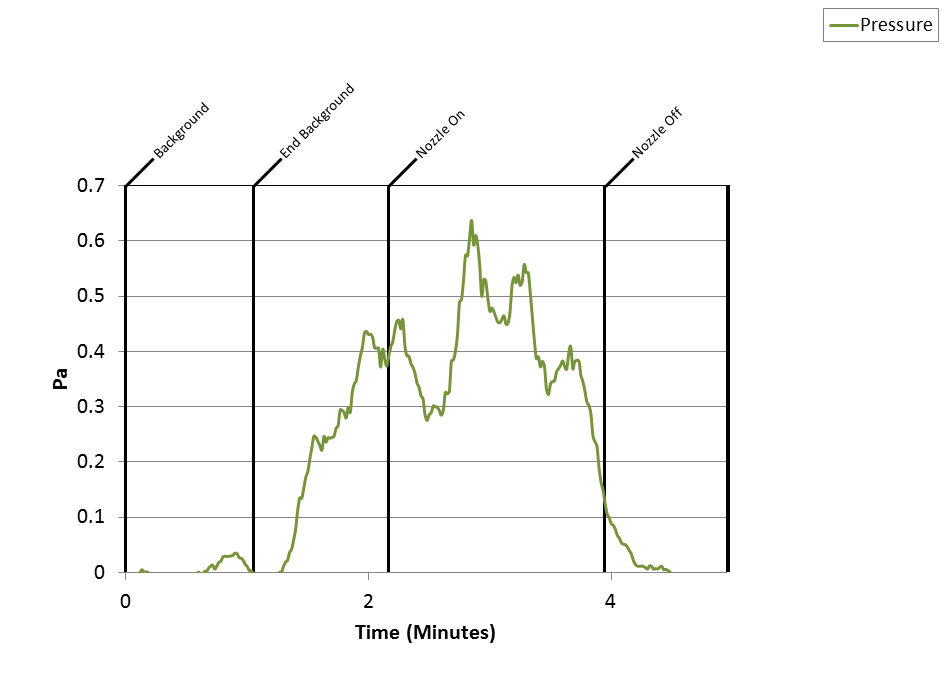 Pressure
Background
End Background
Nozzle On
Nozzle Off
0.7
0.6
0.5
0.4
0.3
0.2
0.1
0
Pa
0 2 4
Time (Minutes)